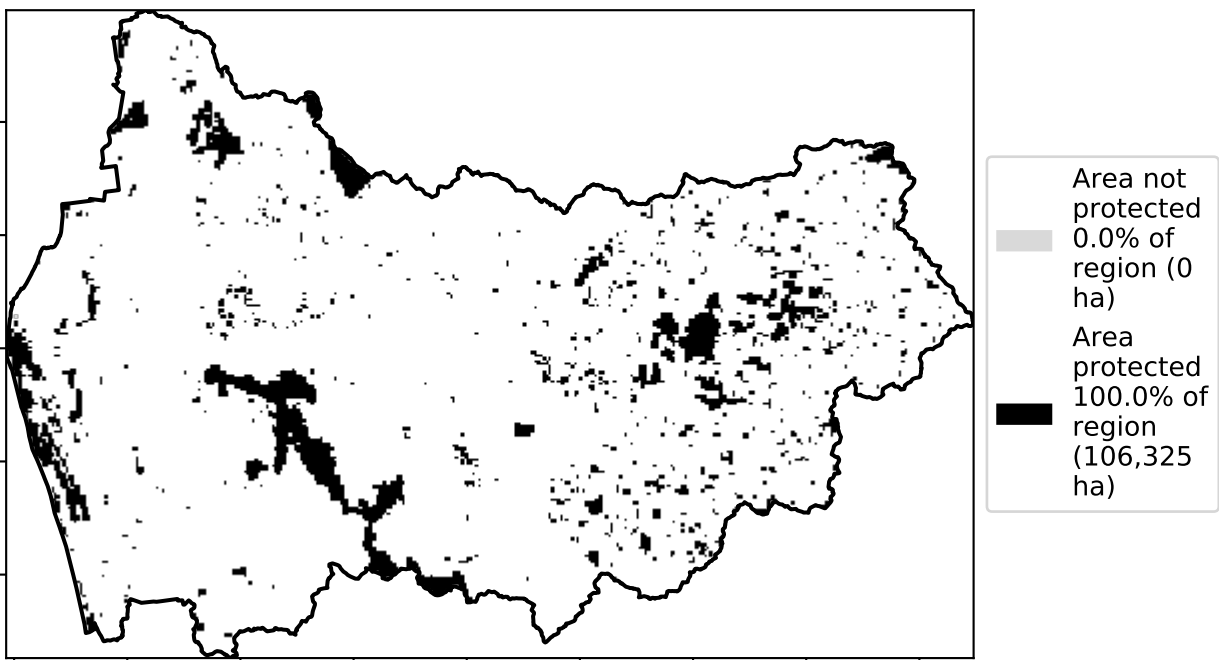 Area not
protected
0.0% of
region (0
ha)
Area
protected
100.0% of
region
(106,325
ha)